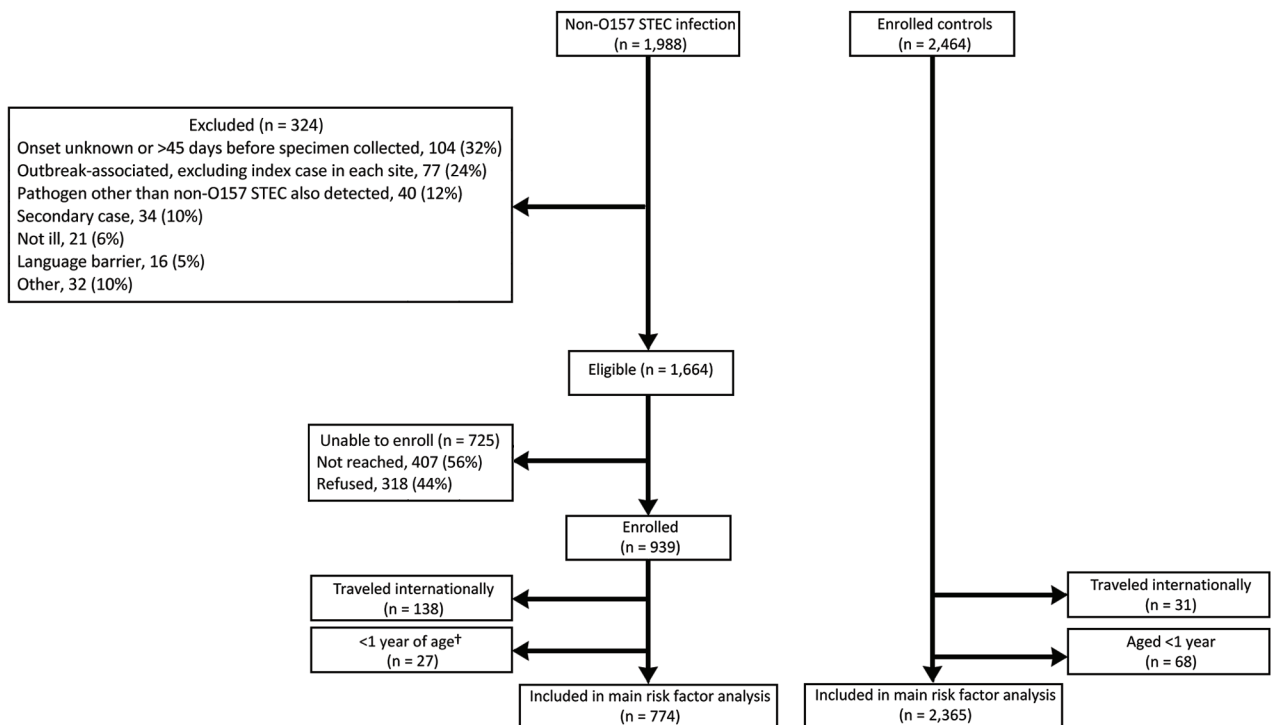 Non-O157 STEC infection
(n = 1,988)
Enrolled controls
(n = 2,464)
Excluded (n = 324)
Onset unknown or >45 days before specimen collected, 104 (32%)
Outbreak-associated, excluding index case in each site, 77 (24%)
Pathogen other than non-O157 STEC also detected, 40 (12%)
Secondary case, 34 (10%)
Not ill, 21 (6%)
Language barrier, 16 (5%)
Other, 32 (10%)
Eligible (n = 1,664)
Unable to enroll (n = 725)
Not reached, 407 (56%)
Refused, 318 (44%)
Enrolled
(n = 939)
Traveled internationally
(n = 138)
<1 year of age†
(n = 27)
Traveled internationally
(n = 31)
Aged <1 year
(n = 68)
Included in main risk factor analysis
(n = 774)
Included in main risk factor analysis
(n = 2,365)